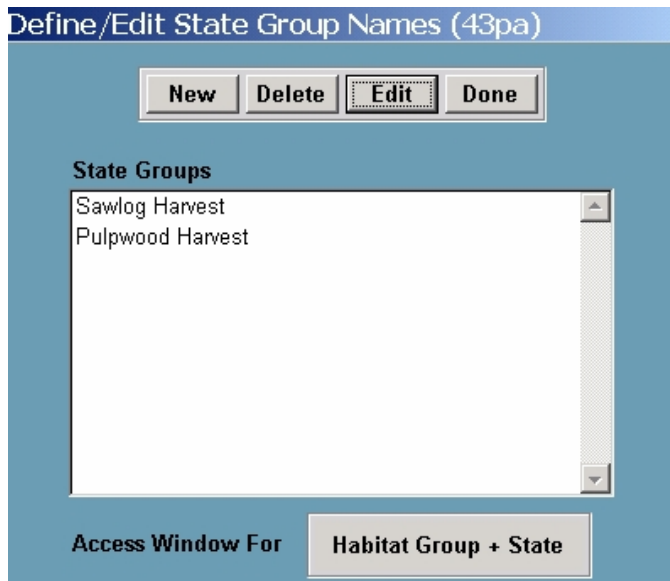 Define/Edit State Group Names (43pa)
New Delete Edit Done
State Groups
Sawlog Harvest
Pulpwood Harvest
Access Window For Habitat Group + State